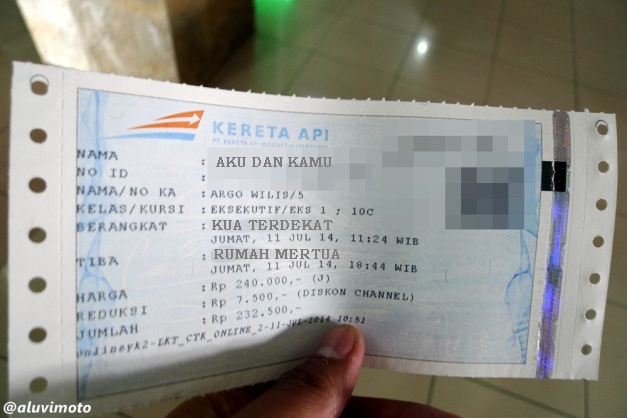 KERETA API
NAMA : AKU DAN KAMU
NO ID :
NAMA/NO KA : ARGO WILIS/5
KELAS/KURSI : EKSEKUTIF/EKS 1 ; 10C
BERANGKAT : KUA TERDEKAT
JUMAT, 11 JUL 14, 11:24 WIB
TIBA : RUMAH MERTUA
JUMAT, 11 JUL 14, 18:44 WIB
HARGA : Rp 240.000,- (J)
REDUKSI : Rp 7.500,- (DISKON CHANNEL)
JUMLAH : Rp 232.500,-
onlineyk2-LKT_CTK_ONLINE_2-11-JUL-2014 10:51
@aluvimoto